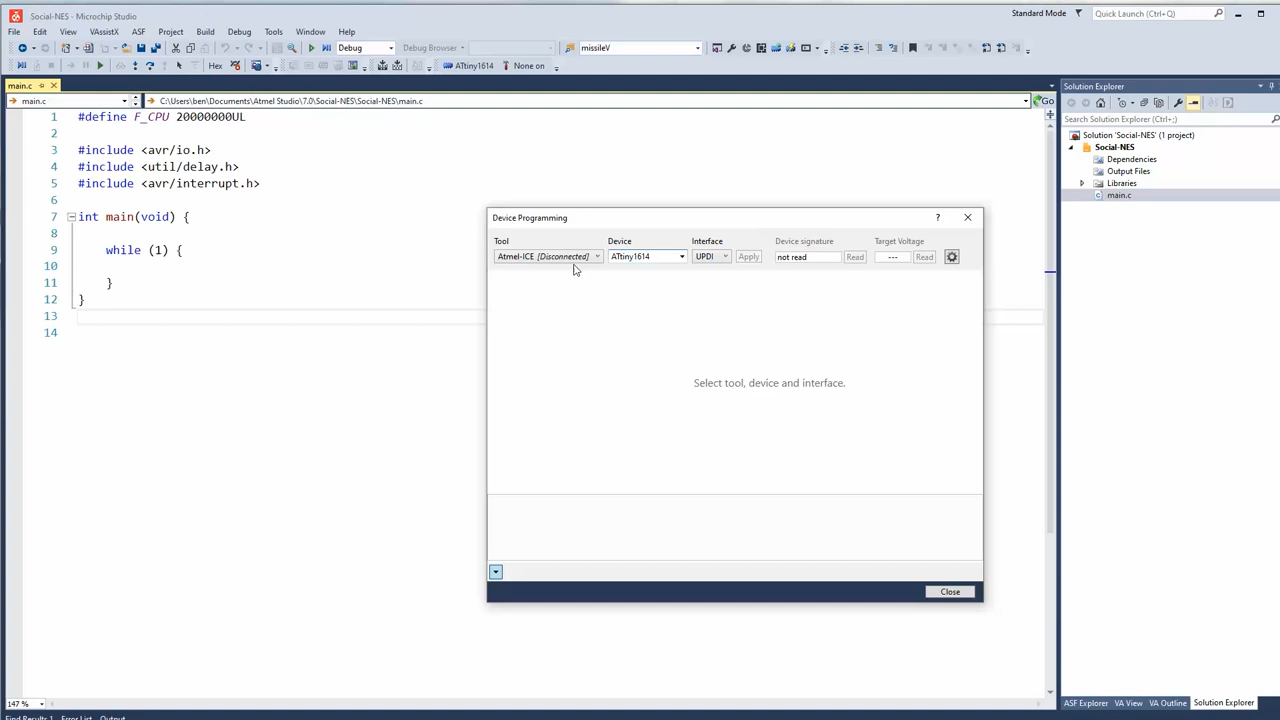 Social-NES - Microchip Studio
Standard Mode
Quick Launch (Ctrl+Q)
File Edit View VAssistX ASF Project Build Debug Tools Window Help
Debug
Debug Browser
missileV
Hex
ATtiny1614
None on
main.c
main.c
C:\Users\ben\Documents\Atmel Studio\7.0\Social-NES\Social-NES\main.c
Go
1 #define F_CPU 20000000UL
2
3 #include <avr/io.h>
4 #include <util/delay.h>
5 #include <avr/interrupt.h>
6
7 int main(void) {
8
9 while (1) {
10
11 }
12 }
13
14
147 %
Find Results 1 Error List Output
Device Programming
? 
Tool Device Interface Device signature Target Voltage
Atmel-ICE [Disconnected] ATtiny1614 UPDI Apply not read Read --- Read
Select tool, device and interface.
Close
Solution Explorer
Search Solution Explorer (Ctrl+;)
Solution 'Social-NES' (1 project)
Social-NES
Dependencies
Output Files
Libraries
main.c
ASF Explorer VA View VA Outline Solution Explorer